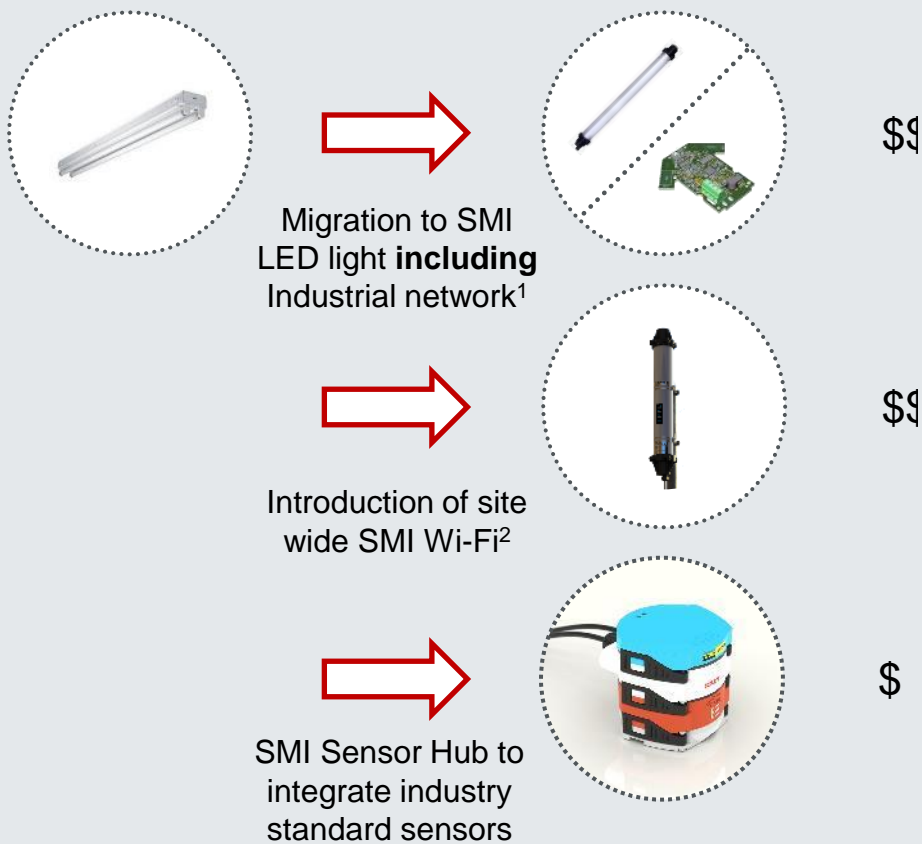 $$
Migration to SMI
LED light including
Industrial network1
$$
Introduction of site
wide SMI Wi-Fi2
$
SMI Sensor Hub to
integrate industry
standard sensors